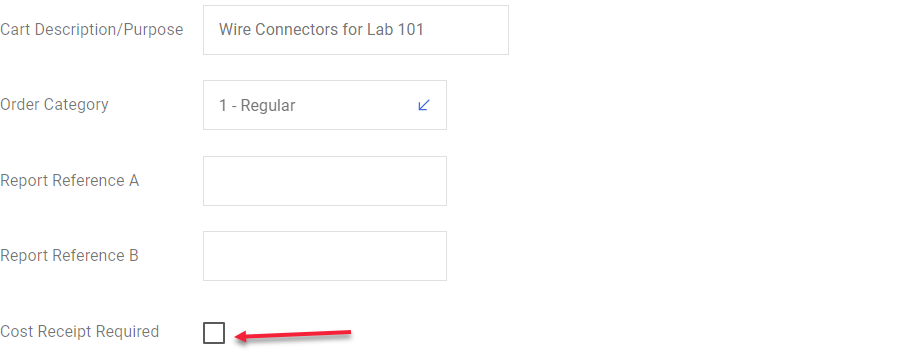 Cart Description/Purpose Wire Connectors for Lab 101
Order Category 1 - Regular
Report Reference A
Report Reference B
Cost Receipt Required